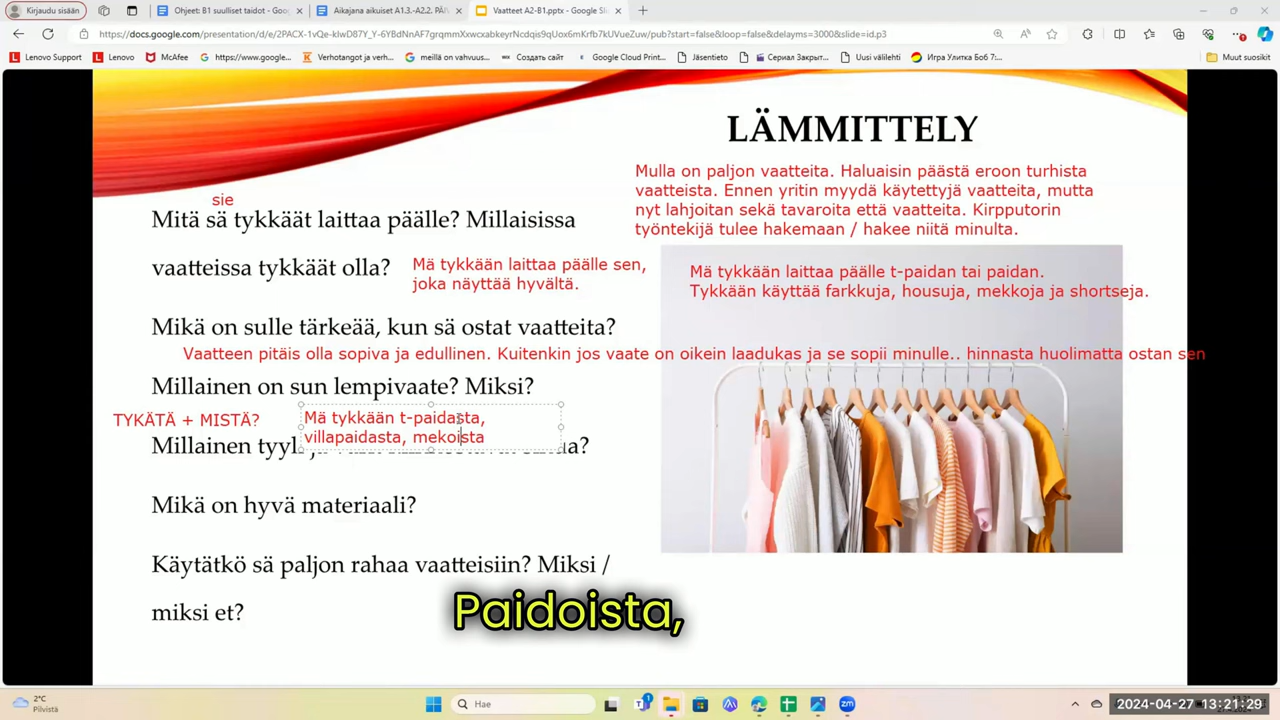 Kirjaudu sisään
Ohjeet: B1 suulliset taidot - Goo
Aikajana aikuiset A1.3.-A2.2. PÄI
Vaatteet A2-B1.pptx - Google Sli
https://docs.google.com/presentation/d/e/2PACX-1vQe-kIwD87Y_Y-6YBdNnAF7grqmmXxwcxabkeyrNcdqis9qUox6mKrfb7kUVueZuw/pub?start=false&loop=false&delayms=3000&slide=id.p3
Lenovo Support
Lenovo
McAfee
https://www.google...
Verhotangot ja verh...
meillä on vahvuus...
Создать сайт
Google Cloud Print...
Jäsentieto
Сериал Закрыт...
Uusi välilehti
Игра Улитка Боб 7:...
Muut suosikit
LÄMMITTELY
Mulla on paljon vaatteita. Haluaisin päästä eroon turhista
vaatteista. Ennen yritin myydä käytettyjä vaatteita, mutta
nyt lahjoitan sekä tavaroita että vaatteita. Kirpputorin
työntekijä tulee hakemaan / hakee niitä minulta.
sie
Mitä sä tykkäät laittaa päälle? Millaisissa
vaatteissa tykkäät olla?
Mä tykkään laittaa päälle sen,
joka näyttää hyvältä.
Mä tykkään laittaa päälle t-paidan tai paidan.
Tykkään käyttää farkkuja, housuja, mekkoja ja shortseja.
Mikä on sulle tärkeää, kun sä ostat vaatteita?
Vaatteen pitäis olla sopiva ja edullinen. Kuitenkin jos vaate on oikein laadukas ja se sopii minulle.. hinnasta huolimatta ostan sen
Millainen on sun lempivaate? Miksi?
TYKÄTÄ + MISTÄ?
Mä tykkään t-paidasta,
villapaidasta, mekoista
Millainen tyyli
Mikä on hyvä materiaali?
Käytätkö sä paljon rahaa vaatteisiin? Miksi /
miksi et?
Paidoista,
2°C
Pilvistä
Hae
1
2024-04-27 13:21:29